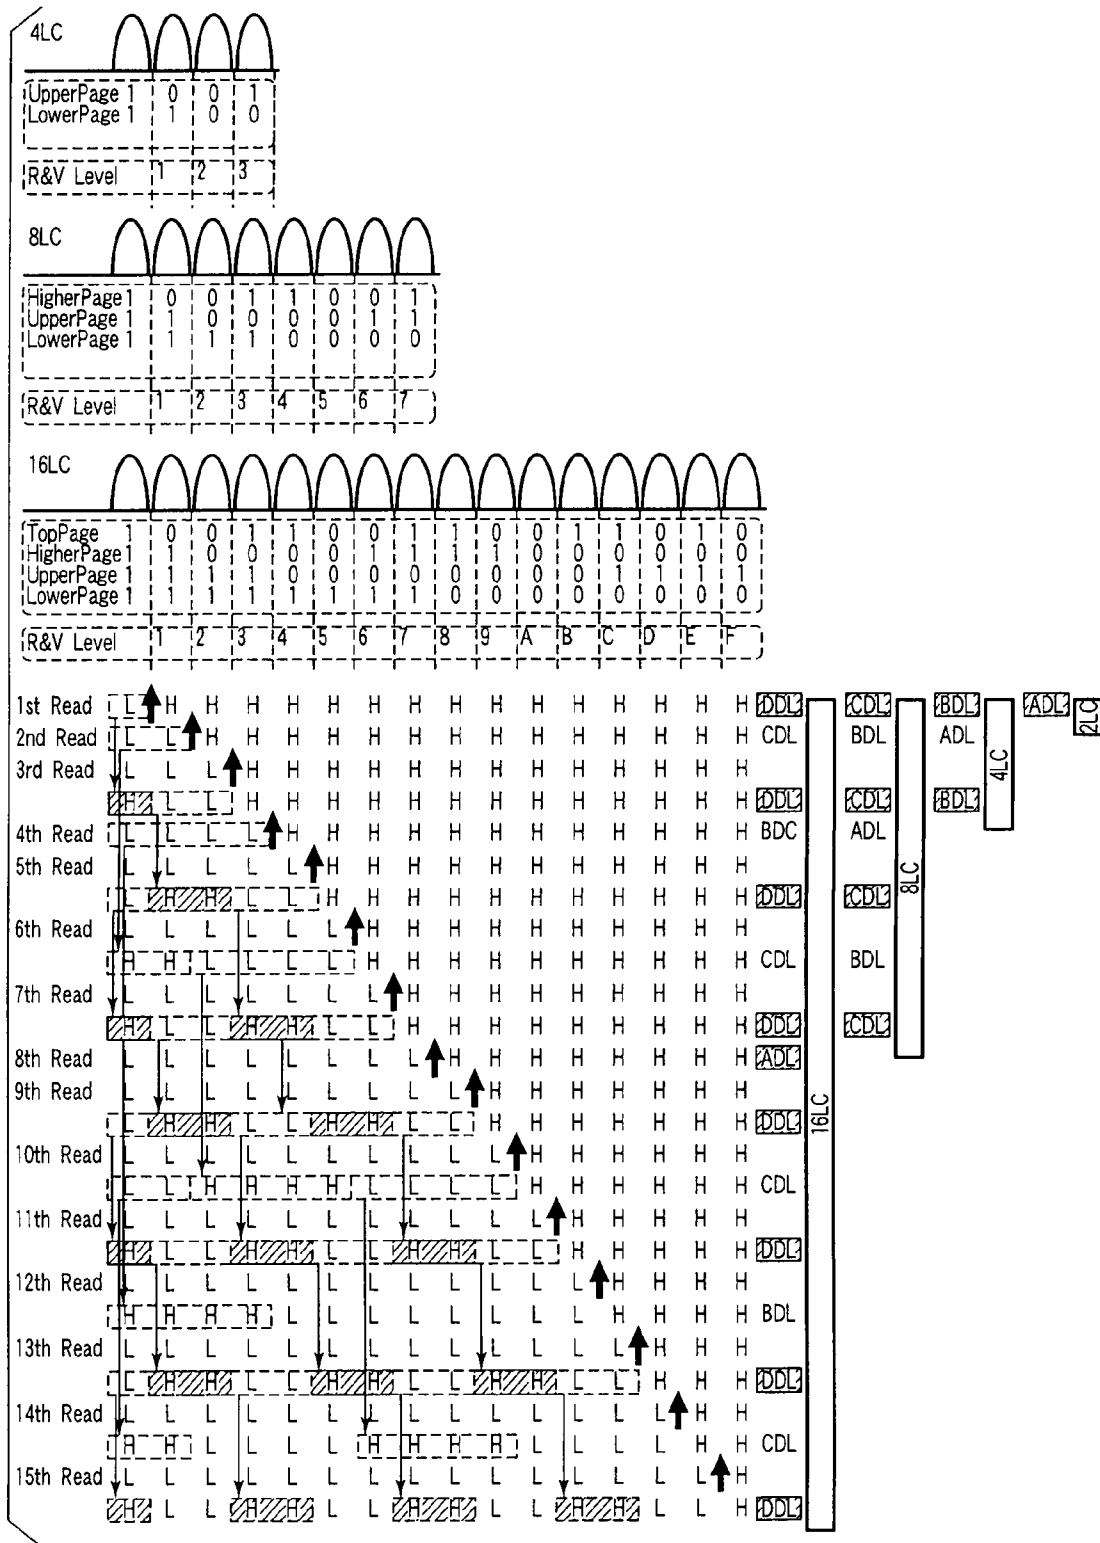 4LC
UpperPage 1 0 0 1
LowerPage 1 1 0 0
R&V Level 1 2 3
8LC
HigherPage 1 0 0 1 1 0 0 1
UpperPage 1 1 0 0 0 0 1 1
LowerPage 1 1 1 1 0 0 0 0
R&V Level 1 2 3 4 5 6 7
16LC
TopPage 1 0 0 1 1 0 0 1 1 0 0 1 1 0 1 0
HigherPage 1 1 0 0 0 0 1 1 1 1 0 0 0 0 0 0
UpperPage 1 1 1 1 0 0 0 0 0 0 0 0 1 1 1 1
LowerPage 1 1 1 1 1 1 1 1 0 0 0 0 0 0 0 0
R&V Level 1 2 3 4 5 6 7 8 9 A B C D E F
1st Read L H H H H H H H H H H H H H H H DDL CDL BDL ADL
2nd Read L L H H H H H H H H H H H H H H CDL BDL ADL
3rd Read L L L H H H H H H H H H H H H H
H L L H H H H H H H H H H H H H DDL CDL BDL
4th Read L L L L H H H H H H H H H H H H BDC ADL
5th Read L L L L L H H H H H H H H H H H
L H H L L H H H H H H H H H H H DDL CDL
6th Read L L L L L L H H H H H H H H H H
H H L L L L H H H H H H H H H H CDL BDL
7th Read L L L L L L L H H H H H H H H H
H L L H H L L H H H H H H H H H DDL CDL
8th Read L L L L L L L L H H H H H H H H ADL
9th Read L L L L L L L L L H H H H H H H
L H H L L H H L L H H H H H H H DDL
10th Read L L L L L L L L L L H H H H H H
L L H H H H L L L L H H H H H H CDL
11th Read L L L L L L L L L L L H H H H H
H L L H H L L H H L L H H H H H DDL
12th Read L L L L L L L L L L L L H H H H
H H H H L L L L L L L L H H H H BDL
13th Read L L L L L L L L L L L L L H H H
L H H L L H H L L H H L L H H H DDL
14th Read L L L L L L L L L L L L L L H H
H H L L L L H H H H L L L L H H CDL
15th Read L L L L L L L L L L L L L L L H
H L L H H L L H H L L H H L L H DDL
16LC
8LC
4LC
2LC